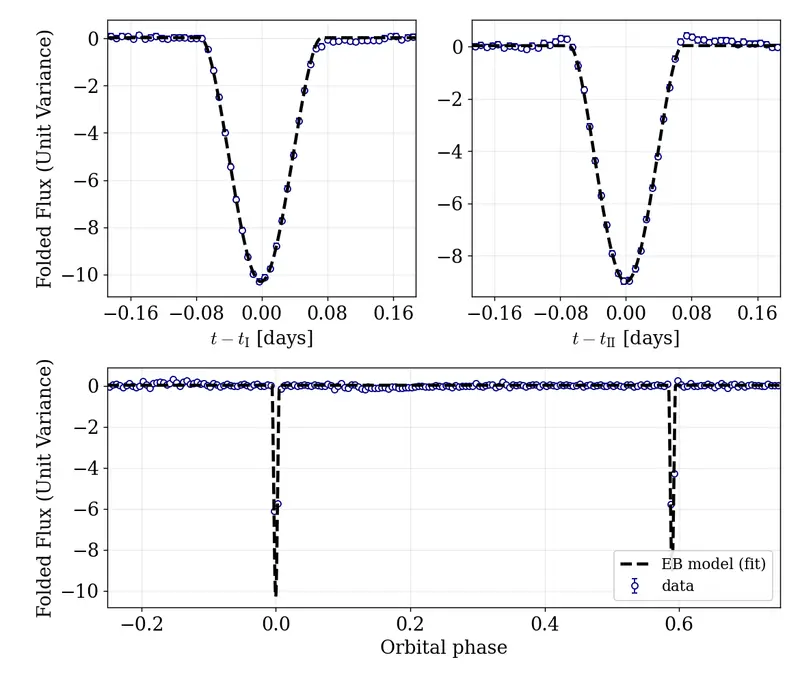 Folded Flux (Unit Variance)
0
−2
−4
−6
−8
−10
−0.16 −0.08 0.00 0.08 0.16
t − tI [days]
0
−2
−4
−6
−8
−0.16 −0.08 0.00 0.08 0.16
t − tII [days]
Folded Flux (Unit Variance)
0
−2
−4
−6
−8
−10
EB model (fit)
data
−0.2 0.0 0.2 0.4 0.6
Orbital phase